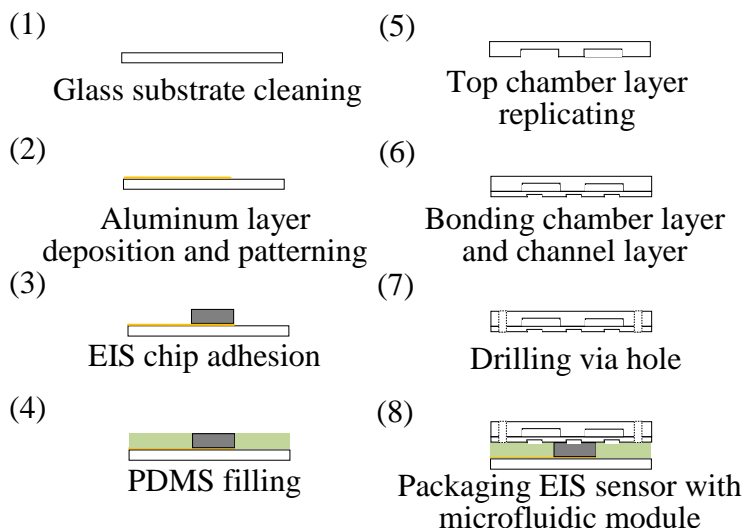 (1)
Glass substrate cleaning
(2)
Aluminum layer
deposition and patterning
(3)
EIS chip adhesion
(4)
PDMS filling
(5)
Top chamber layer
replicating
(6)
Bonding chamber layer
and channel layer
(7)
Drilling via hole
(8)
Packaging EIS sensor with
microfluidic module